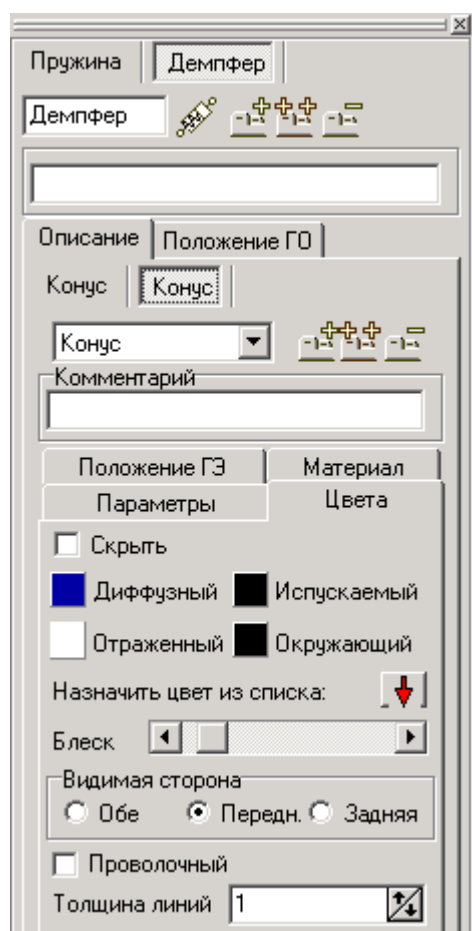 Пружина Демпфер
Демпфер
Описание Положение ГО
Конус Конус
Конус
Комментарий
Положение ГЭ Материал
Параметры Цвета
Скрыть
Диффузный Испускаемый
Отраженный Окружающий
Назначить цвет из списка:
Блеск
Видимая сторона
Обе Передн. Задняя
Проволочный
Толщина линий 1